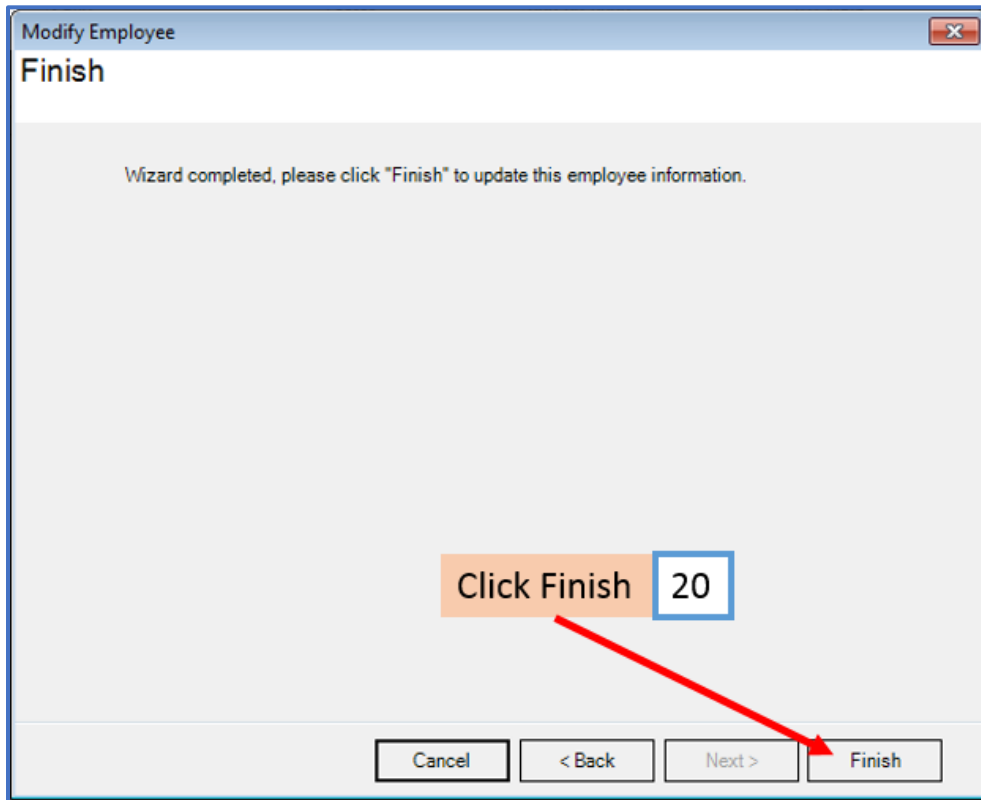 Modify Employee
Finish
Wizard completed, please click "Finish" to update this employee information.
Click Finish 20
Cancel < Back Next > Finish